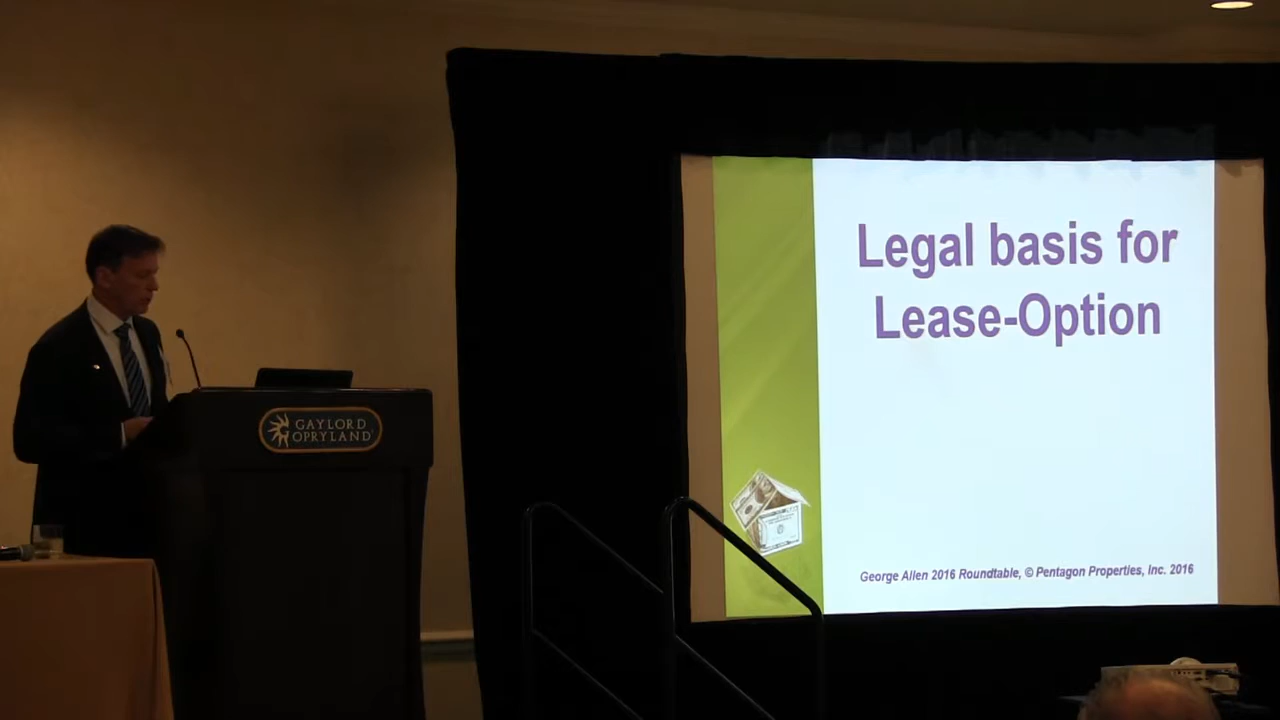 GAYLORD
OPRYLAND
Legal basis for
Lease-Option
George Allen 2016 Roundtable, © Pentagon Properties, Inc. 2016